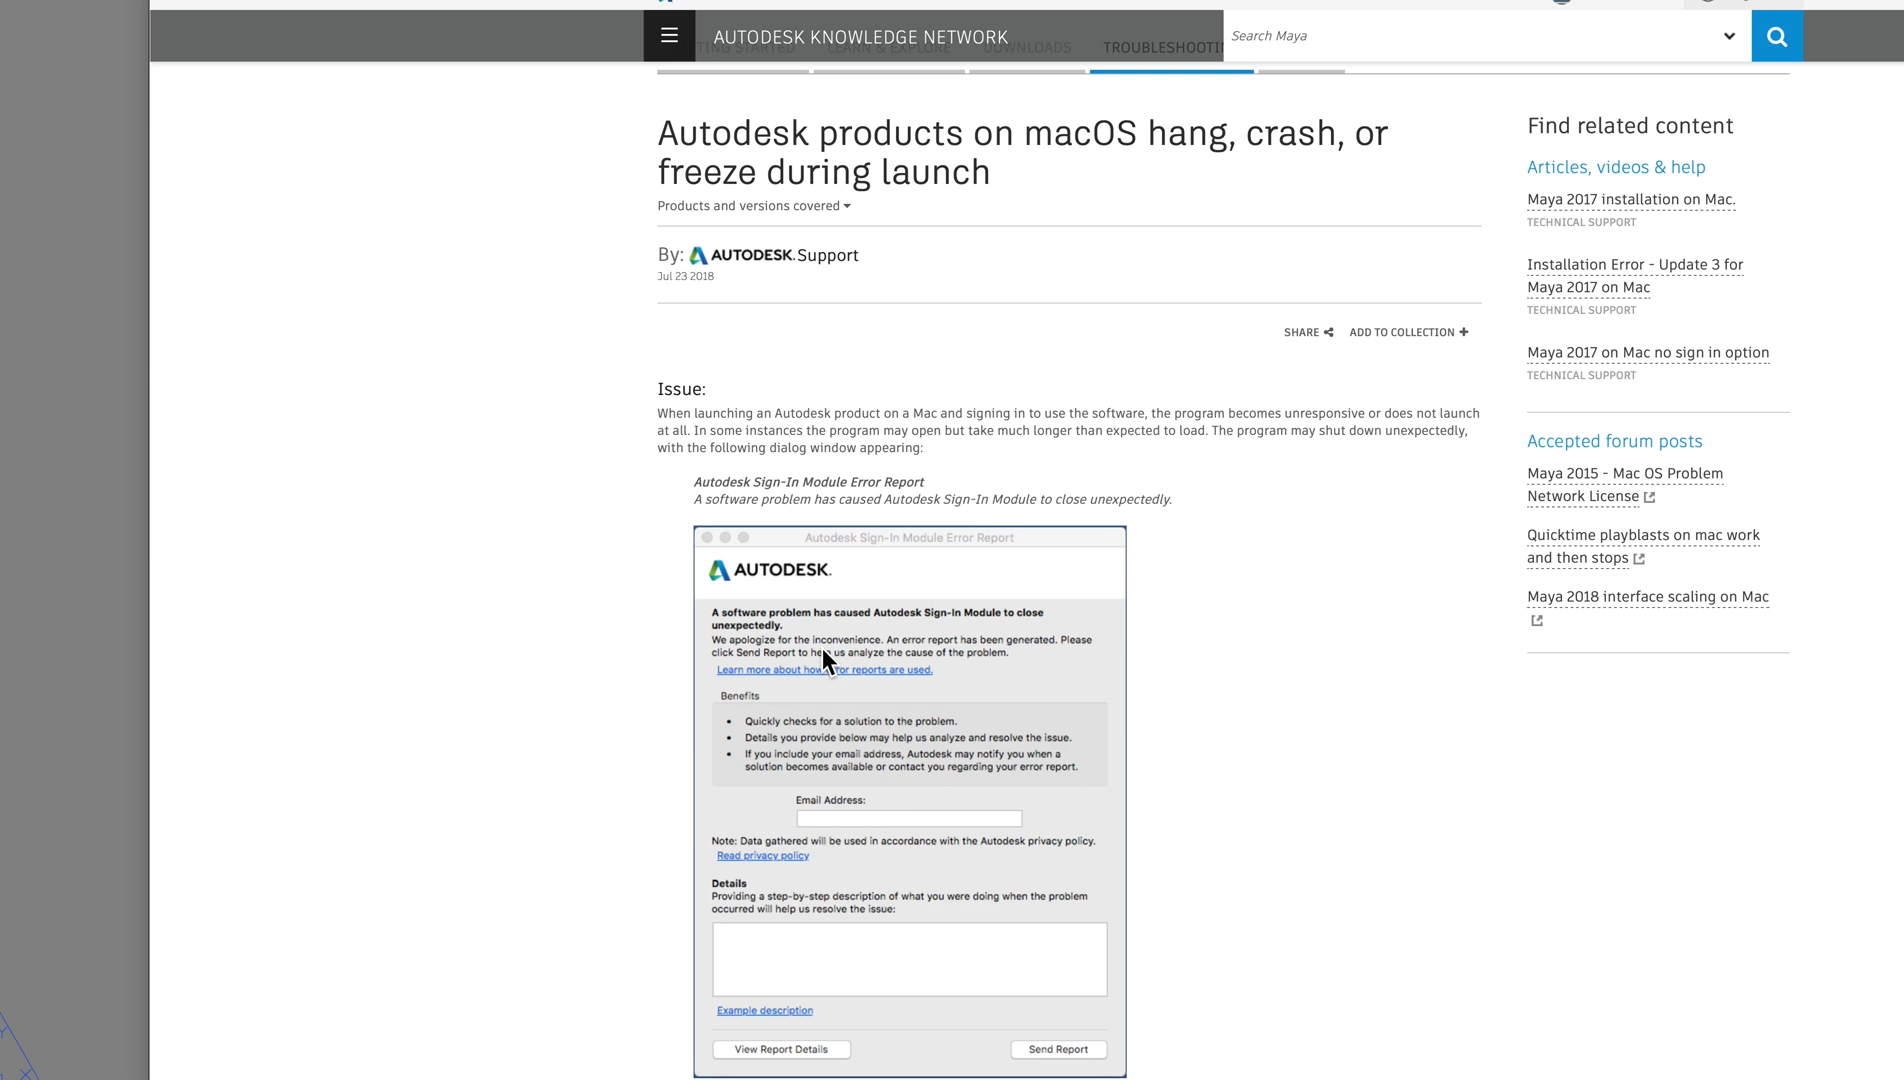 AUTODESK KNOWLEDGE NETWORK
Search Maya
LEARN & EXPLORE
DOWNLOADS
Autodesk products on macOS hang, crash, or
freeze during launch
Products and versions covered
By: AUTODESK. Support
Jul 23 2018
SHARE
ADD TO COLLECTION
Issue:
When launching an Autodesk product on a Mac and signing in to use the software, the program becomes unresponsive or does not launch
at all. In some instances the program may open but take much longer than expected to load. The program may shut down unexpectedly,
with the following dialog window appearing:
Autodesk Sign-In Module Error Report
A software problem has caused Autodesk Sign-In Module to close unexpectedly.
Autodesk Sign-In Module Error Report
AUTODESK.
A software problem has caused Autodesk Sign-In Module to close
unexpectedly.
We apologize for the inconvenience. An error report has been generated. Please
click Send Report to help us analyze the cause of the problem.
Learn more about how error reports are used.
Benefits
• Quickly checks for a solution to the problem.
• Details you provide below may help us analyze and resolve the issue.
• If you include your email address, Autodesk may notify you when a
solution becomes available or contact you regarding your error report.
Email Address:
Note: Data gathered will be used in accordance with the Autodesk privacy policy.
Read privacy policy
Details
Providing a step-by-step description of what you were doing when the problem
occurred will help us resolve the issue:
Example description
View Report Details
Send Report
Find related content
Articles, videos & help
Maya 2017 installation on Mac.
TECHNICAL SUPPORT
Installation Error - Update 3 for
Maya 2017 on Mac
TECHNICAL SUPPORT
Maya 2017 on Mac no sign in option
TECHNICAL SUPPORT
Accepted forum posts
Maya 2015 - Mac OS Problem
Network License
Quicktime playblasts on mac work
and then stops
Maya 2018 interface scaling on Mac